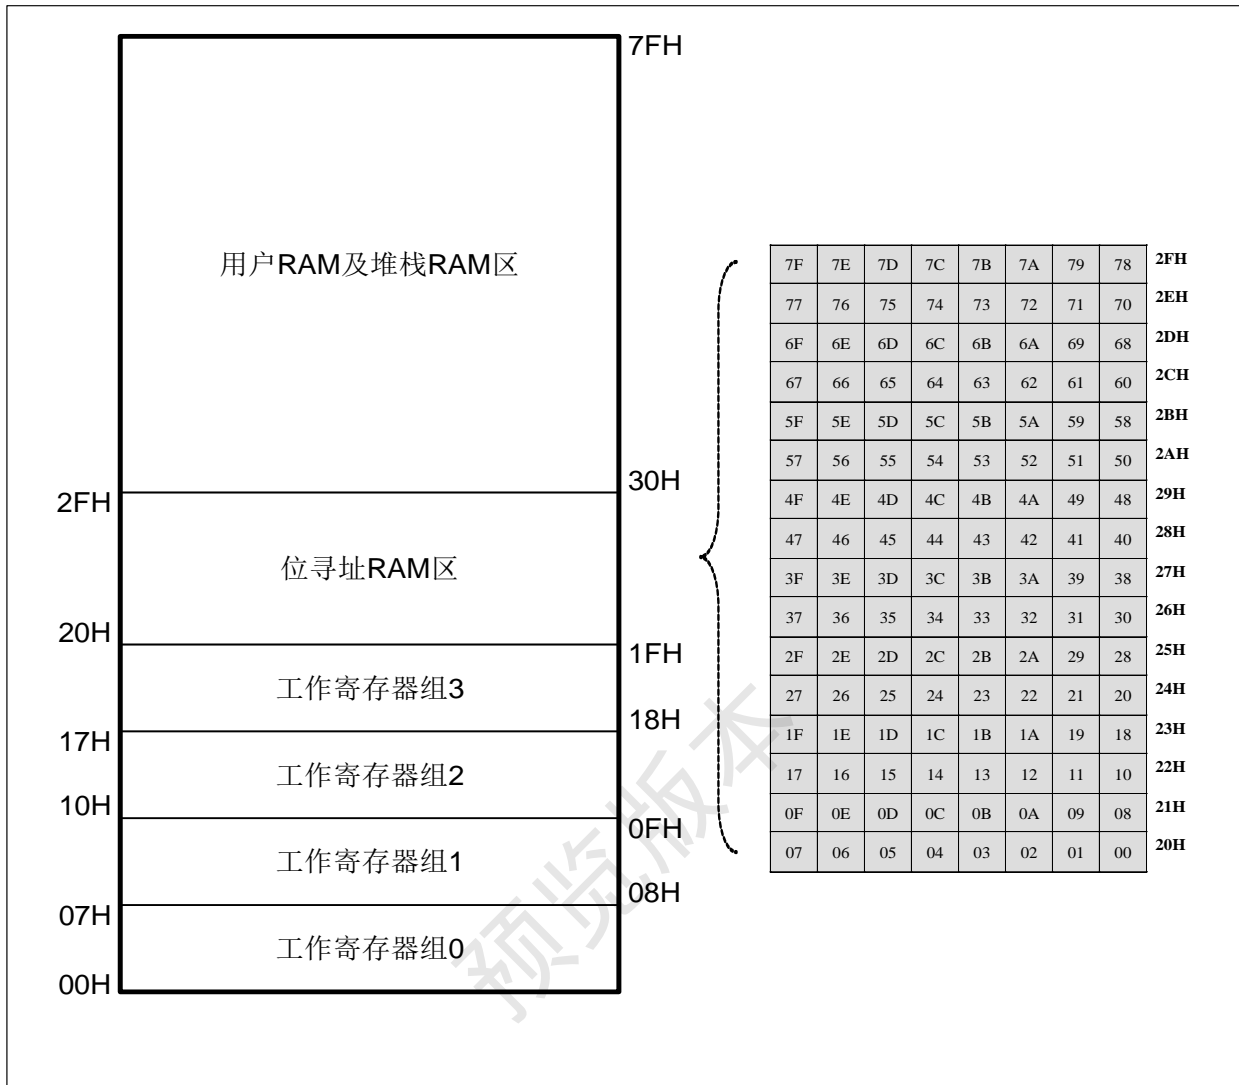 7FH
用户RAM及堆栈RAM区
30H
2FH
位寻址RAM区
20H
1FH
工作寄存器组3
18H
17H
工作寄存器组2
10H
0FH
工作寄存器组1
08H
07H
工作寄存器组0
00H
7F 7E 7D 7C 7B 7A 79 78 2FH
77 76 75 74 73 72 71 70 2EH
6F 6E 6D 6C 6B 6A 69 68 2DH
67 66 65 64 63 62 61 60 2CH
5F 5E 5D 5C 5B 5A 59 58 2BH
57 56 55 54 53 52 51 50 2AH
4F 4E 4D 4C 4B 4A 49 48 29H
47 46 45 44 43 42 41 40 28H
3F 3E 3D 3C 3B 3A 39 38 27H
37 36 35 34 33 32 31 30 26H
2F 2E 2D 2C 2B 2A 29 28 25H
27 26 25 24 23 22 21 20 24H
1F 1E 1D 1C 1B 1A 19 18 23H
17 16 15 14 13 12 11 10 22H
0F 0E 0D 0C 0B 0A 09 08 21H
07 06 05 04 03 02 01 00 20H
预览版本